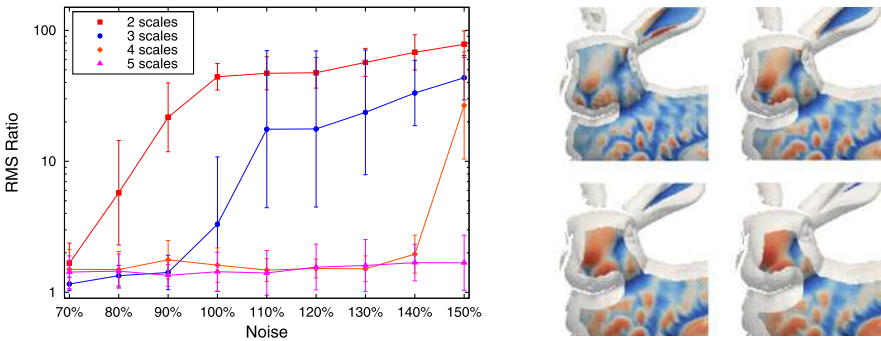 2 scales
3 scales
4 scales
5 scales
100
10
1
RMS Ratio
70% 80% 90% 100% 110% 120% 130% 140% 150%
Noise